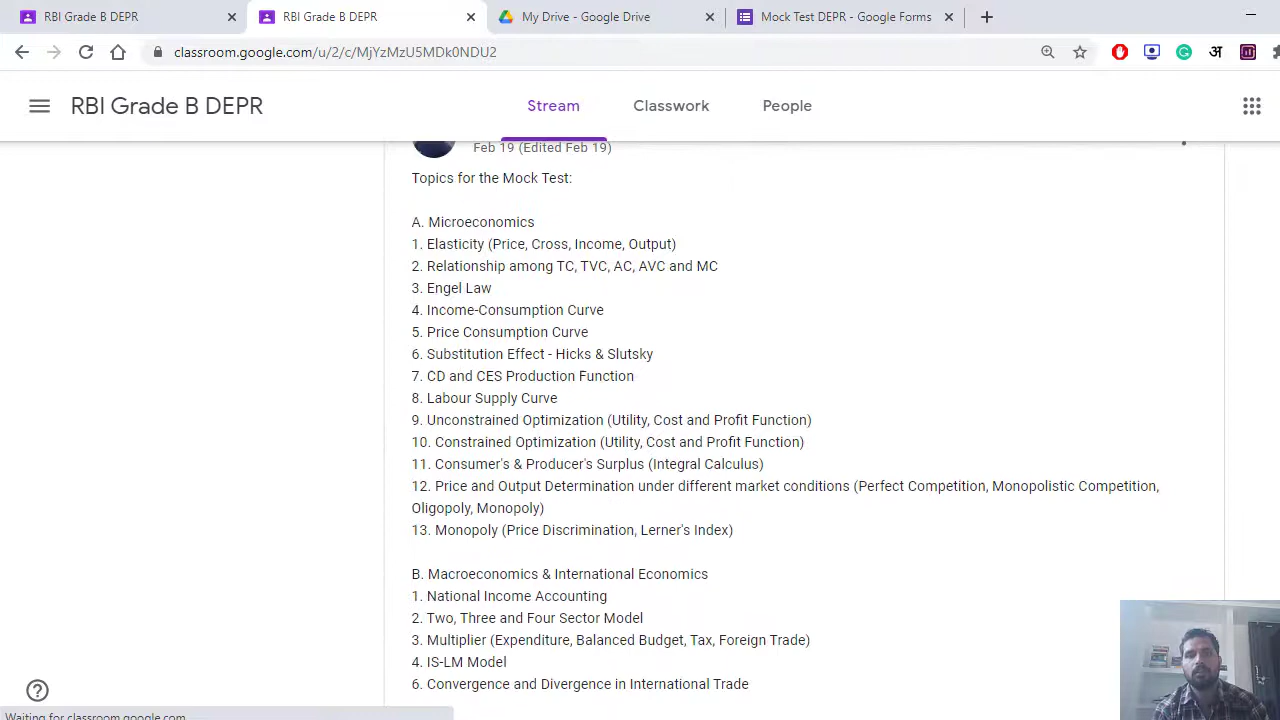 RBI Grade B DEPR
RBI Grade B DEPR
My Drive - Google Drive
Mock Test DEPR - Google Forms
classroom.google.com/u/2/c/MjYzMzU5MDk0NDU2
अ
RBI Grade B DEPR
Stream
Classwork
People
Feb 19 (Edited Feb 19)
Topics for the Mock Test:
A. Microeconomics
1. Elasticity (Price, Cross, Income, Output)
2. Relationship among TC, TVC, AC, AVC and MC
3. Engel Law
4. Income-Consumption Curve
5. Price Consumption Curve
6. Substitution Effect - Hicks & Slutsky
7. CD and CES Production Function
8. Labour Supply Curve
9. Unconstrained Optimization (Utility, Cost and Profit Function)
10. Constrained Optimization (Utility, Cost and Profit Function)
11. Consumer's & Producer's Surplus (Integral Calculus)
12. Price and Output Determination under different market conditions (Perfect Competition, Monopolistic Competition,
Oligopoly, Monopoly)
13. Monopoly (Price Discrimination, Lerner's Index)
B. Macroeconomics & International Economics
1. National Income Accounting
2. Two, Three and Four Sector Model
3. Multiplier (Expenditure, Balanced Budget, Tax, Foreign Trade)
4. IS-LM Model
6. Convergence and Divergence in International Trade
Waiting for classroom.google.com